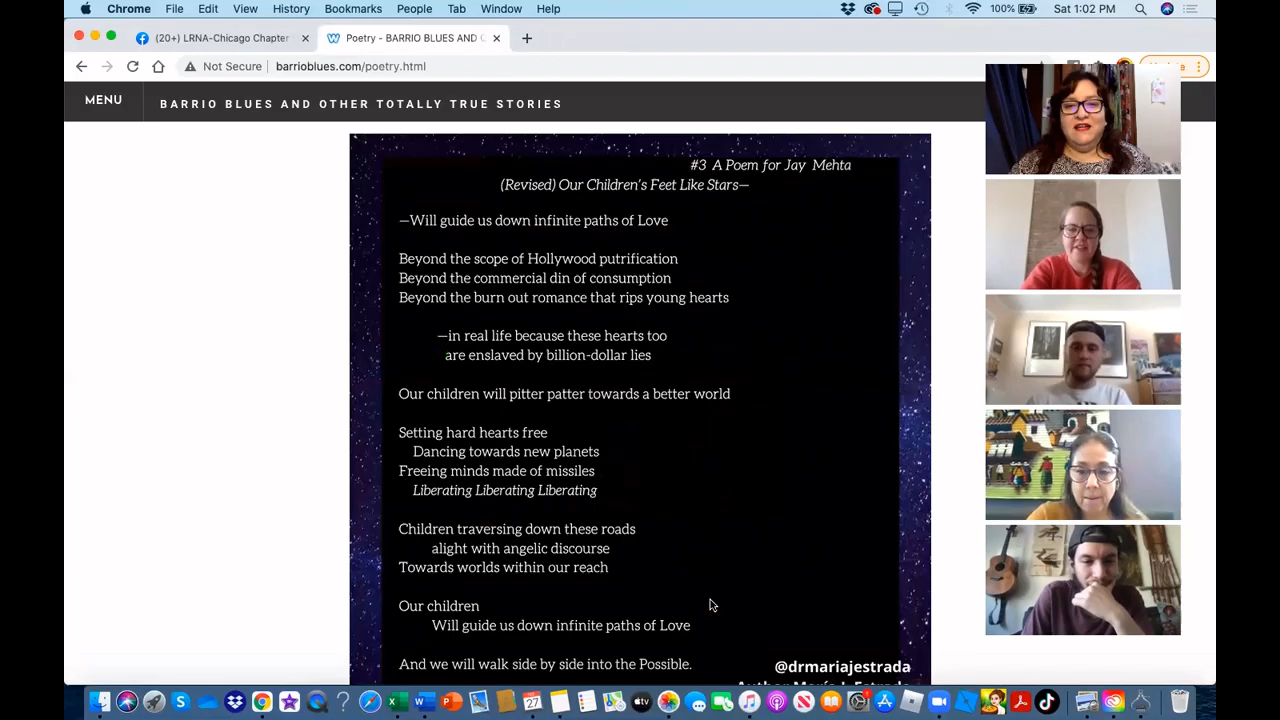 Chrome File Edit View History Bookmarks People Tab Window Help 100% Sat 1:02 PM
(20+) LRNA-Chicago Chapter Poetry - BARRIO BLUES AND O
Not Secure barrioblues.com/poetry.html
MENU BARRIO BLUES AND OTHER TOTALLY TRUE STORIES
#3 A Poem for Jay Mehta
(Revised) Our Children's Feet Like Stars—
—Will guide us down infinite paths of Love
Beyond the scope of Hollywood putrification
Beyond the commercial din of consumption
Beyond the burn out romance that rips young hearts
—in real life because these hearts too
are enslaved by billion-dollar lies
Our children will pitter patter towards a better world
Setting hard hearts free
Dancing towards new planets
Freeing minds made of missiles
Liberating Liberating Liberating
Children traversing down these roads
alight with angelic discourse
Towards worlds within our reach
Our children
Will guide us down infinite paths of Love
And we will walk side by side into the Possible.
@drmariajestrada
Author María J. Estrada
27
tv